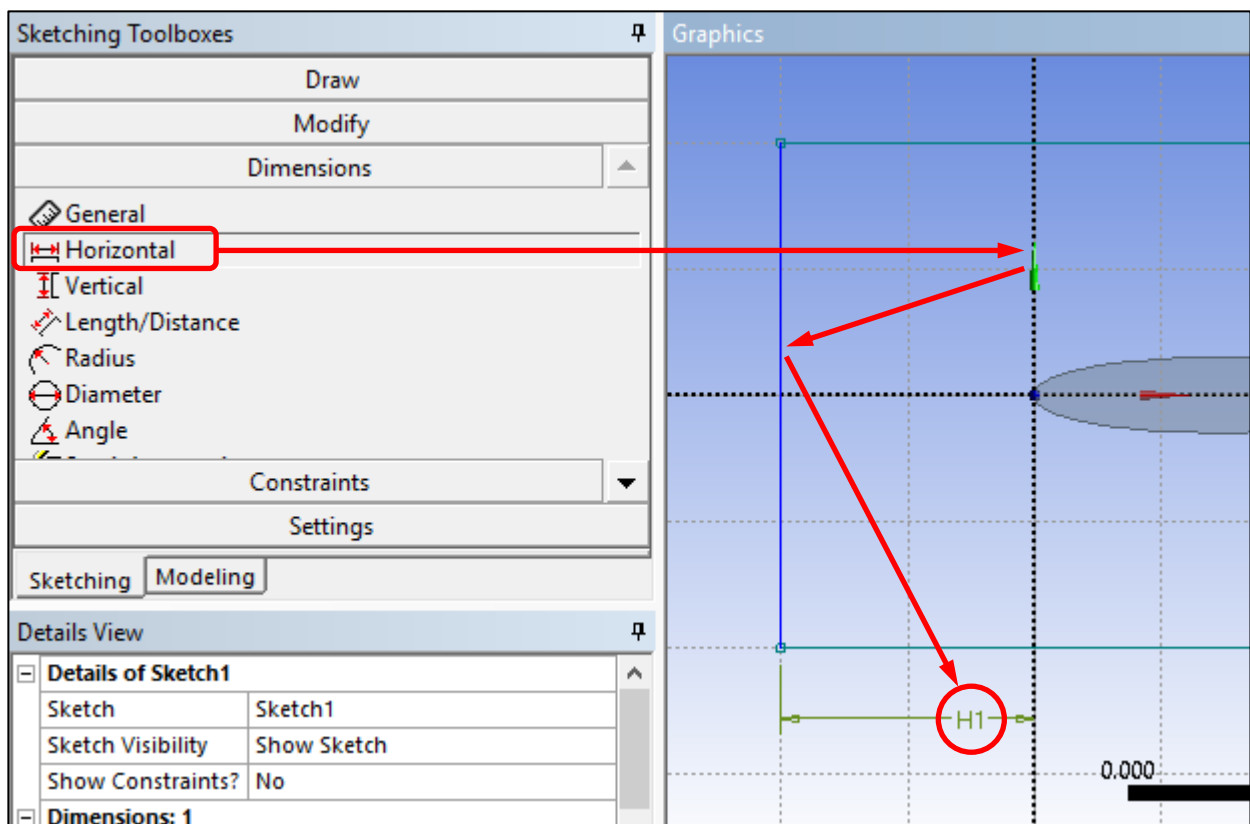 Sketching Toolboxes
Draw
Modify
Dimensions
General
Horizontal
Vertical
Length/Distance
Radius
Diameter
Angle
Constraints
Settings
Sketching
Modeling
Details View
Details of Sketch1
Sketch Sketch1
Sketch Visibility Show Sketch
Show Constraints? No
Dimensions: 1
Graphics
H1
0.000